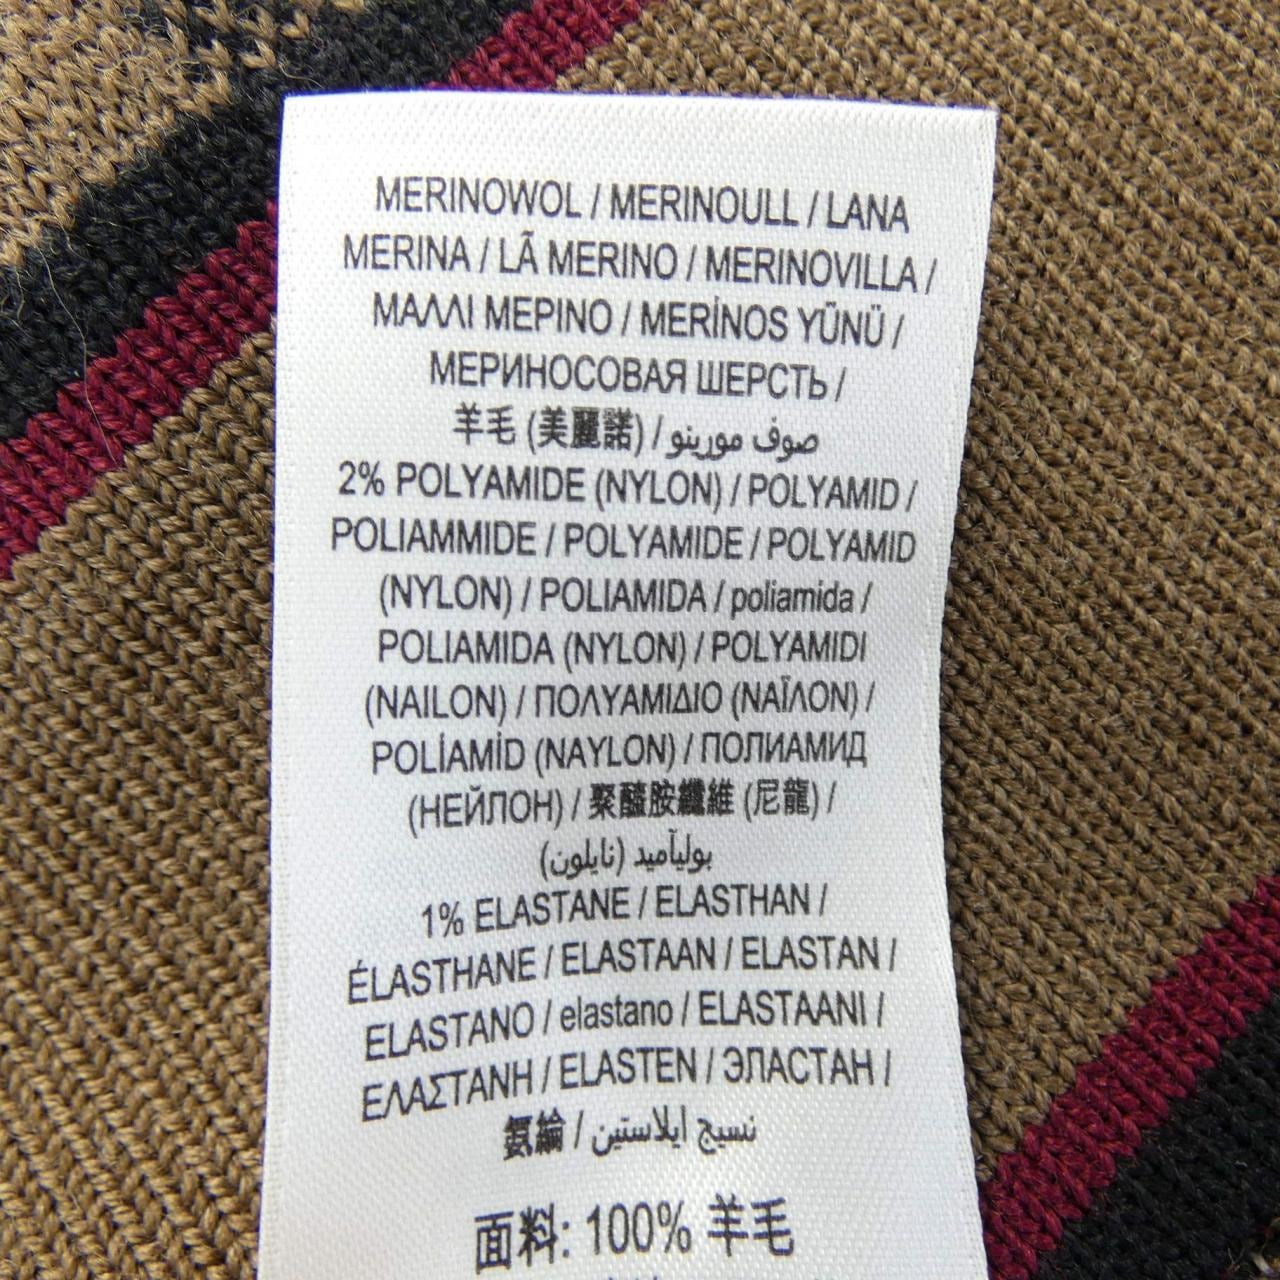 MERINOWOL / MERINOULL / LANA
MERINA / LÃ MERINO / MERINOVILLA /
ΜΑΛΛΙ ΜΕΡΙΝΟ / MERİNOS YÜNÜ /
МЕРИНОСОВАЯ ШЕРСТЬ /
羊毛 (美麗諾) / صوف مورينو
2% POLYAMIDE (NYLON) / POLYAMID /
POLIAMMIDE / POLYAMIDE / POLYAMID
(NYLON) / POLIAMIDA / poliamida /
POLIAMIDA (NYLON) / POLYAMIDI
(NAILON) / ΠΟΛΥΑΜΙΔΙΟ (ΝΑΪΛΟΝ) /
POLİAMİD (NAYLON) / ПОЛИАМИД
(НЕЙЛОН) / 聚醯胺纖維 (尼龍) /
بوليآميد (نايلون)
1% ELASTANE / ELASTHAN /
ÉLASTHANE / ELASTAAN / ELASTAN /
ELASTANO / elastano / ELASTAANI /
ΕΛΑΣΤΑΝΗ / ELASTEN / ЭЛАСТАН /
氨綸 / نسيج ايلاستين
面料: 100% 羊毛